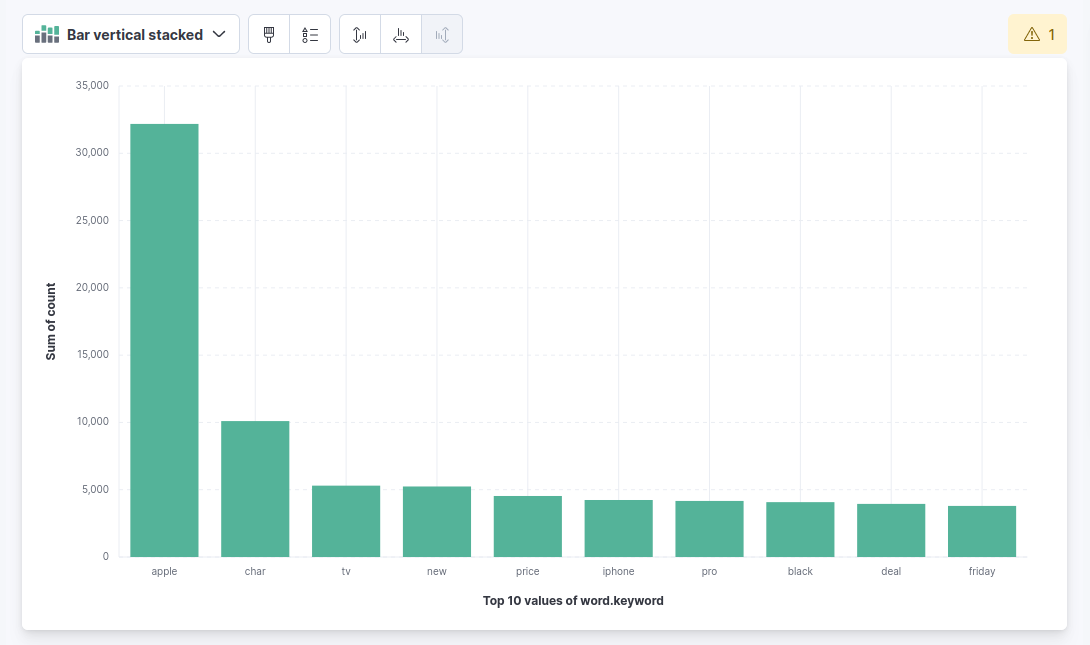 Bar vertical stacked
1
35,000
30,000
25,000
20,000
15,000
10,000
5,000
0
Sum of count
apple char tv new price iphone pro black deal friday
Top 10 values of word.keyword